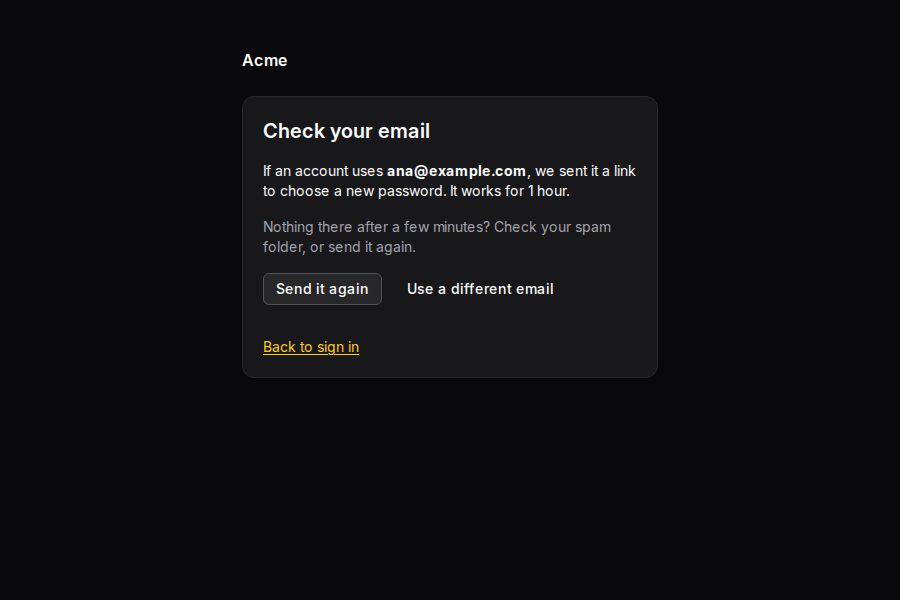 Acme
Check your email
If an account uses ana@example.com, we sent it a link
to choose a new password. It works for 1 hour.
Nothing there after a few minutes? Check your spam
folder, or send it again.
Send it again
Use a different email
Back to sign in